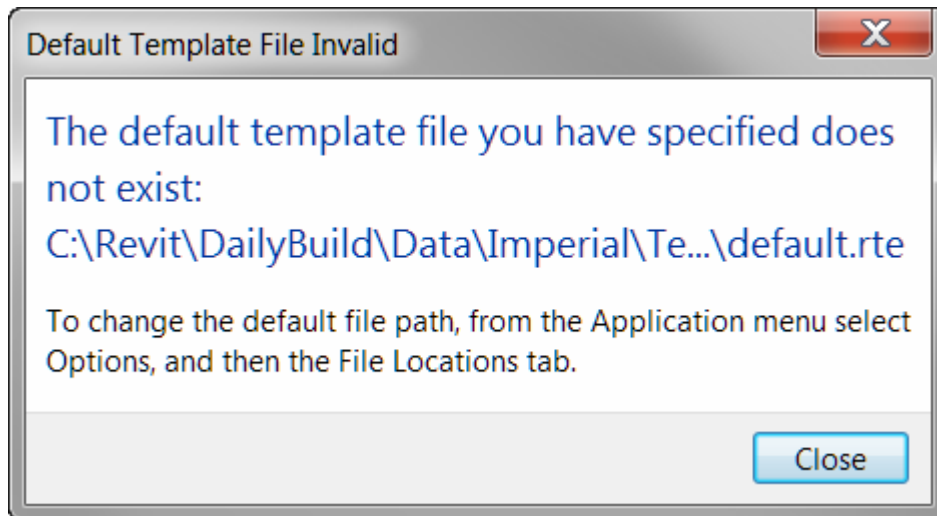 Default Template File Invalid
The default template file you have specified does
not exist:
C:\Revit\DailyBuild\Data\Imperial\Te...\default.rte
To change the default file path, from the Application menu select
Options, and then the File Locations tab.
Close